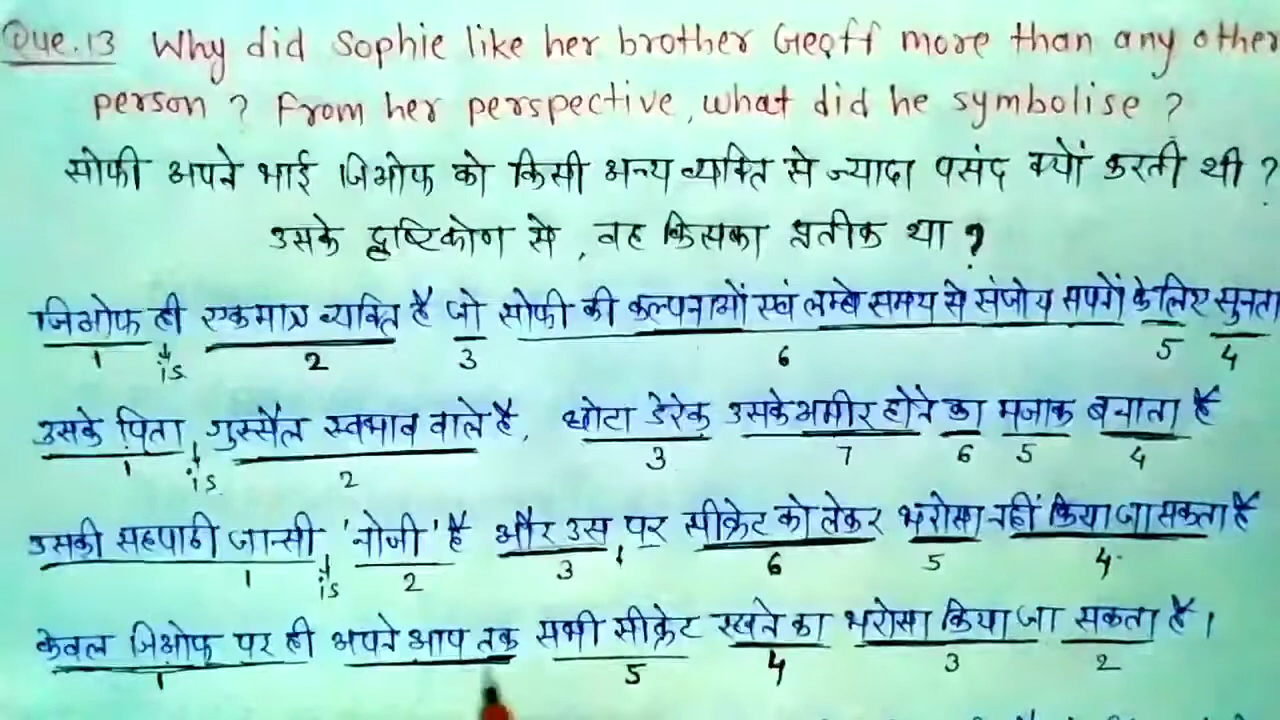 Que.13 Why did Sophie like her brother Geoff more than any other
person ? From her perspective, what did he symbolise ?
सोफी अपने भाई जिओफ को किसी अन्य व्यक्ति से ज्यादा पसंद क्यों करती थी ?
उसके दृष्टिकोण से , वह किसका प्रतीक था ?
जिओफ ही एकमात्र व्यक्ति है जो सोफी की कल्पनाओं एवं लम्बे समय से संजोय सपनों के लिए सुनता
1 is 2 3 6 5 4
उसके पिता गुस्सैल स्वभाव वाले है, छोटा डेरेक उसके अमीर होने का मजाक बनाता है
1 is 2 3 7 6 5 4
उसकी सहपाठी जान्सी 'नोजी' है और उस पर सीक्रेट को लेकर भरोसा नहीं किया जा सकता है
1 is 2 3 6 5 4
केवल जिओफ पर ही अपने आप तक सभी सीक्रेट रखने का भरोसा किया जा सकता है ।
1 5 4 3 2